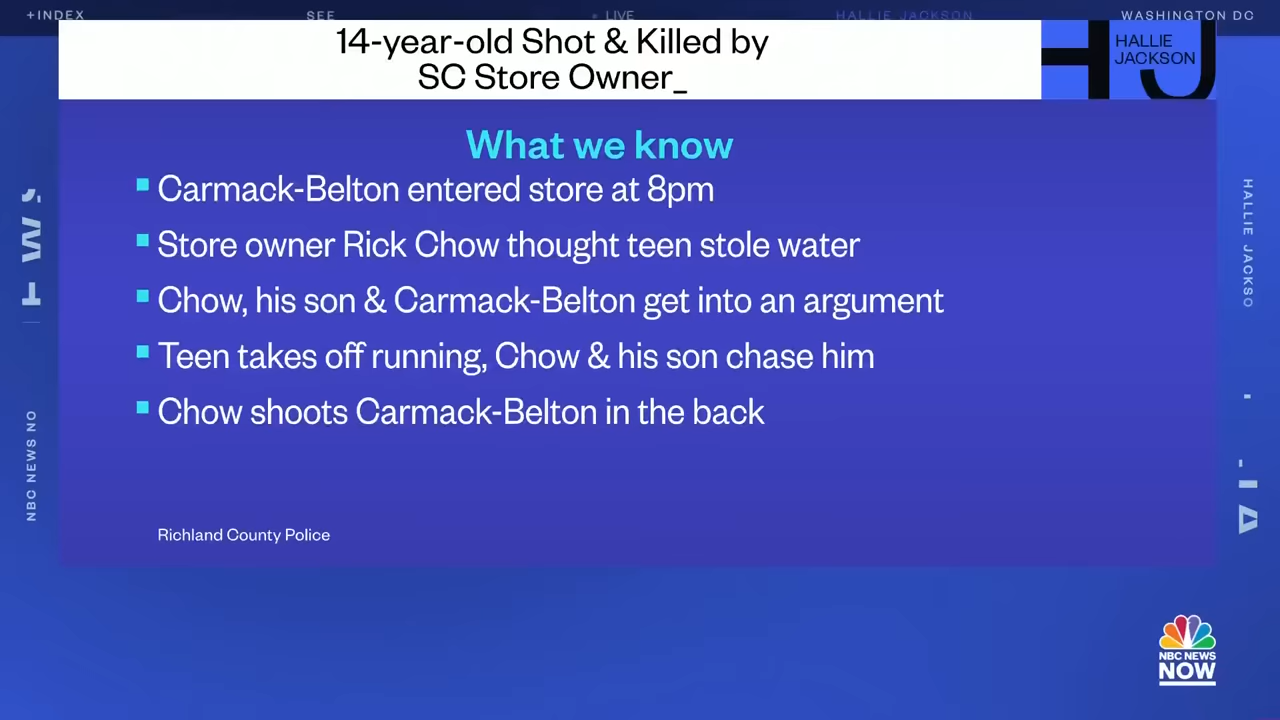 +INDEX
SEE
LIVE
HALLIE JACKSON
WASHINGTON DC
14-year-old Shot & Killed by
SC Store Owner_
HALLIE
JACKSON
What we know
Carmack-Belton entered store at 8pm
Store owner Rick Chow thought teen stole water
Chow, his son & Carmack-Belton get into an argument
Teen takes off running, Chow & his son chase him
Chow shoots Carmack-Belton in the back
Richland County Police
NBC NEWS NO
HALLIE JACKSO
NBC NEWS
NOW